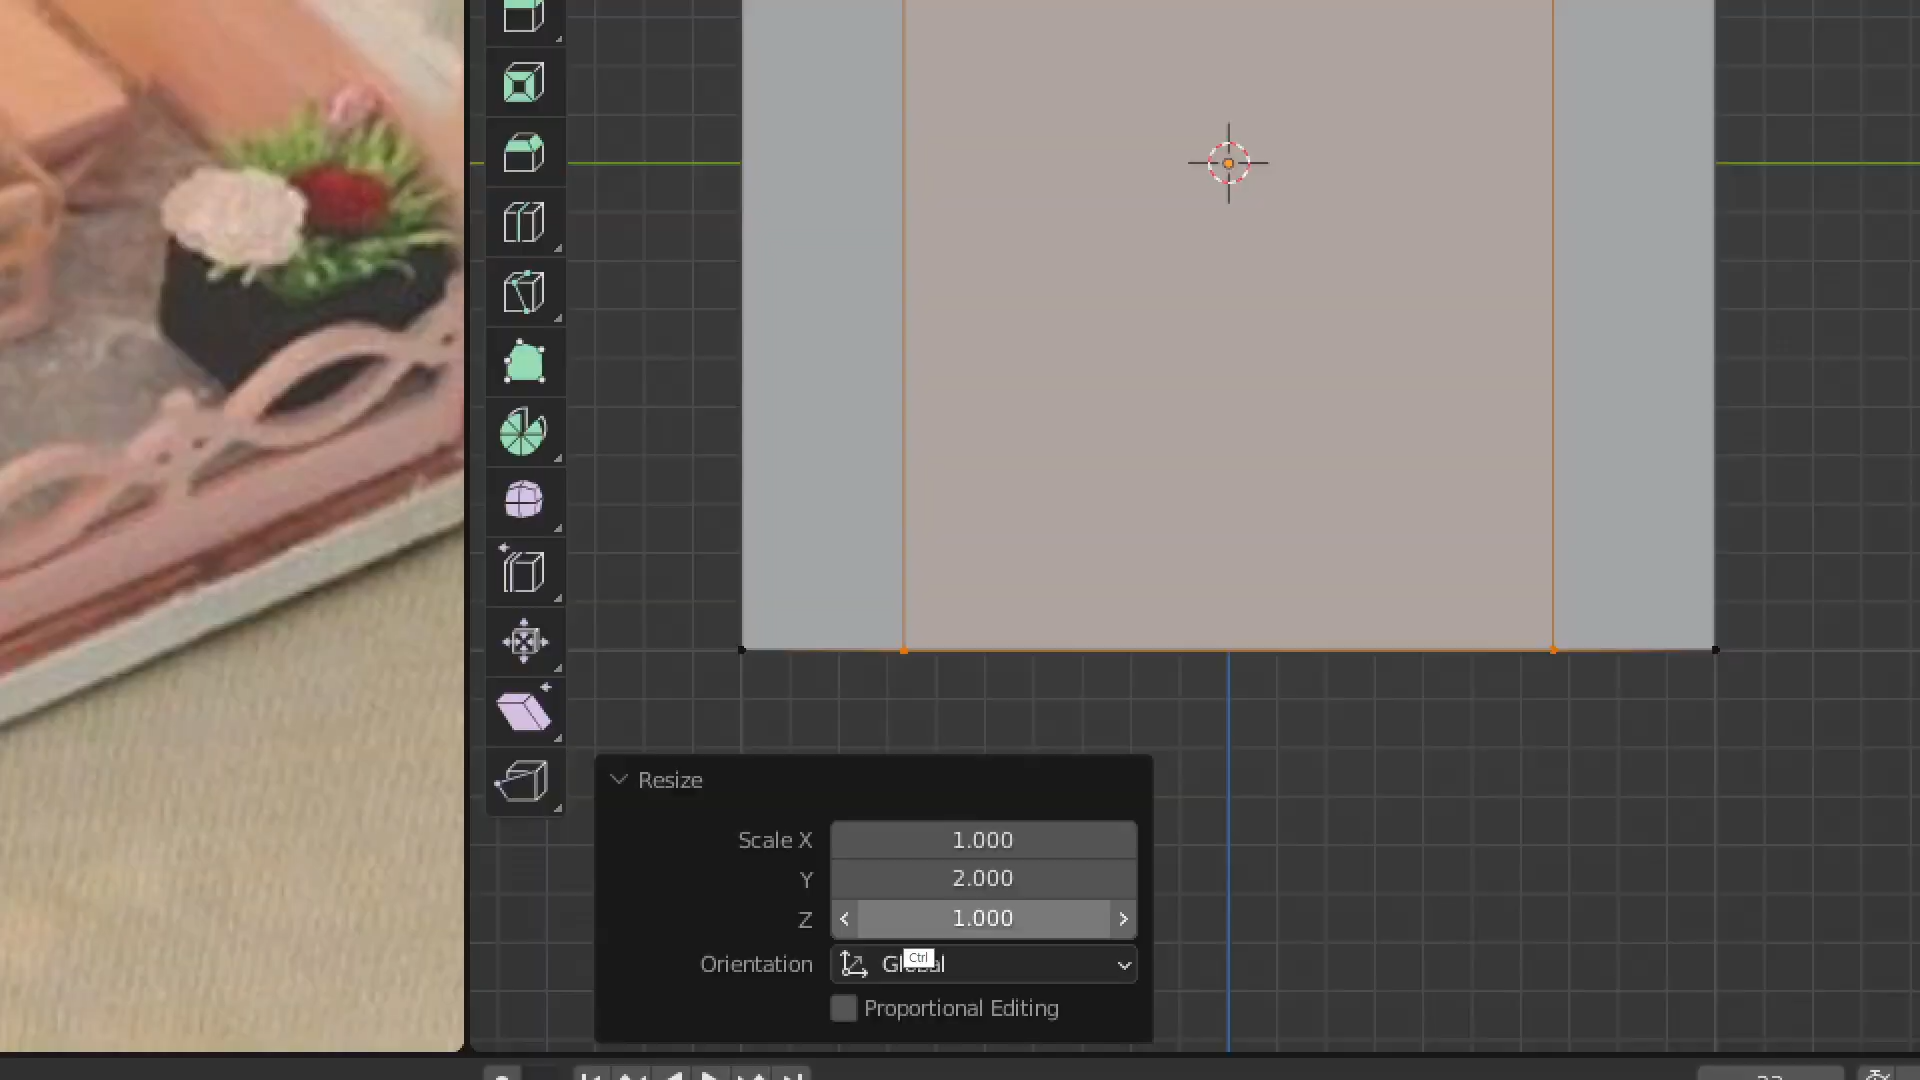 Resize
Scale X 1.000
Y 2.000
Z 1.000
Orientation
Ctrl
Proportional Editing